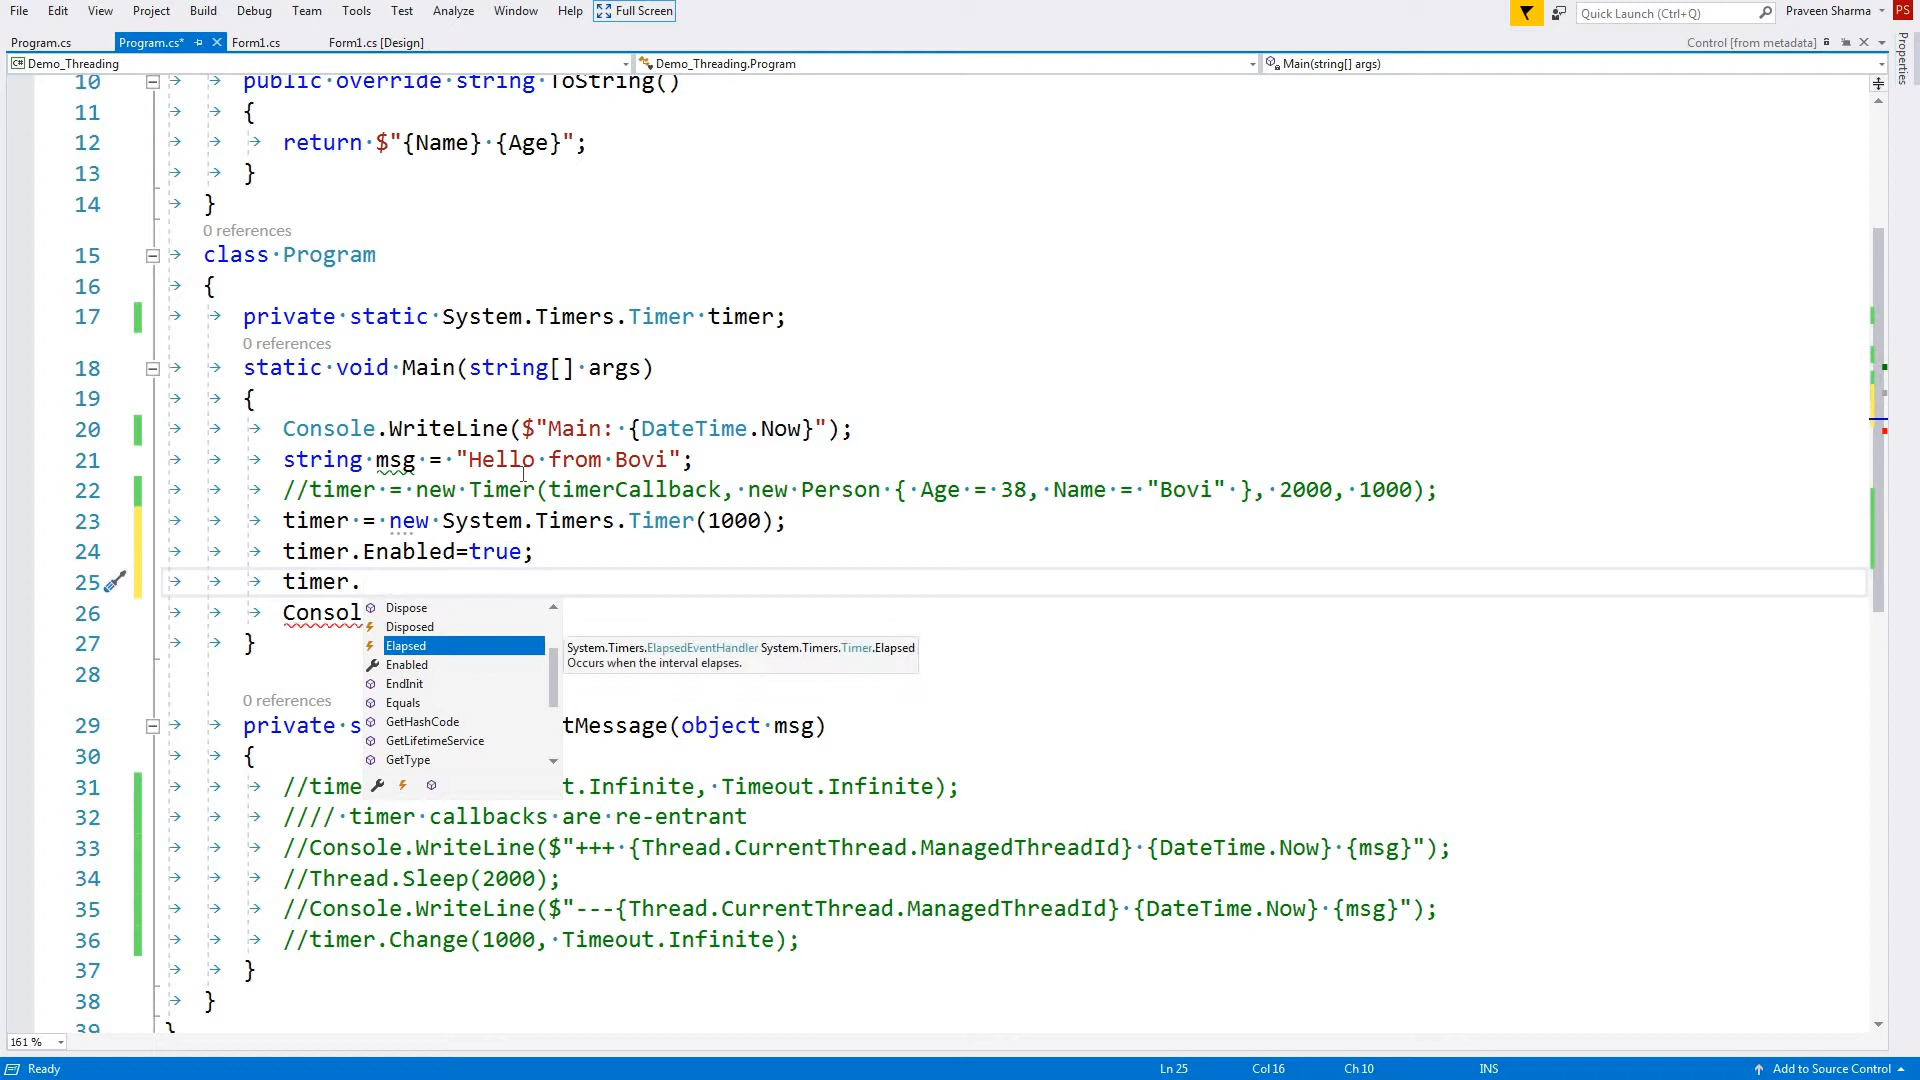 File Edit View Project Build Debug Team Tools Test Analyze Window Help Full Screen Quick Launch (Ctrl+Q) Praveen Sharma PS
Program.cs Program.cs* Form1.cs Form1.cs [Design] Control [from metadata]
Demo_Threading Demo_Threading.Program Main(string[] args)
Properties
10 public override string ToString()
11 {
12 return $"{Name} {Age}";
13 }
14 }
0 references
15 class Program
16 {
17 private static System.Timers.Timer timer;
0 references
18 static void Main(string[] args)
19 {
20 Console.WriteLine($"Main: {DateTime.Now}");
21 string msg = "Hello from Bovi";
22 //timer = new Timer(timerCallback, new Person { Age = 38, Name = "Bovi" }, 2000, 1000);
23 timer = new System.Timers.Timer(1000);
24 timer.Enabled=true;
25 timer.
26 Consol
27 }
28
Dispose
Disposed
Elapsed
Enabled
EndInit
Equals
GetHashCode
GetLifetimeService
GetType
System.Timers.ElapsedEventHandler System.Timers.Timer.Elapsed
Occurs when the interval elapses.
0 references
29 private s tMessage(object msg)
30 {
31 //time t.Infinite, Timeout.Infinite);
32 //// timer callbacks are re-entrant
33 //Console.WriteLine($"+++ {Thread.CurrentThread.ManagedThreadId} {DateTime.Now} {msg}");
34 //Thread.Sleep(2000);
35 //Console.WriteLine($"---{Thread.CurrentThread.ManagedThreadId} {DateTime.Now} {msg}");
36 //timer.Change(1000, Timeout.Infinite);
37 }
38 }
39 }
161 %
Ready Ln 25 Col 16 Ch 10 INS Add to Source Control